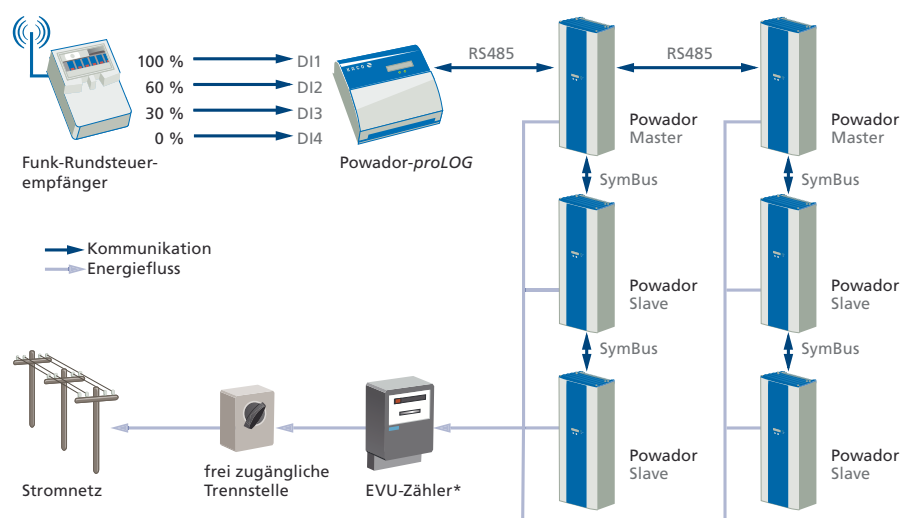 100 %
DI1
60 %
DI2
30 %
DI3
0 %
DI4
Funk-Rundsteuer-
empfänger
KACO
Powador-proLOG
RS485
RS485
Powador
Master
Powador
Master
SymBus
SymBus
Kommunikation
Energiefluss
Powador
Slave
Powador
Slave
SymBus
SymBus
Stromnetz
frei zugängliche
Trennstelle
EVU-Zähler*
Powador
Slave
Powador
Slave